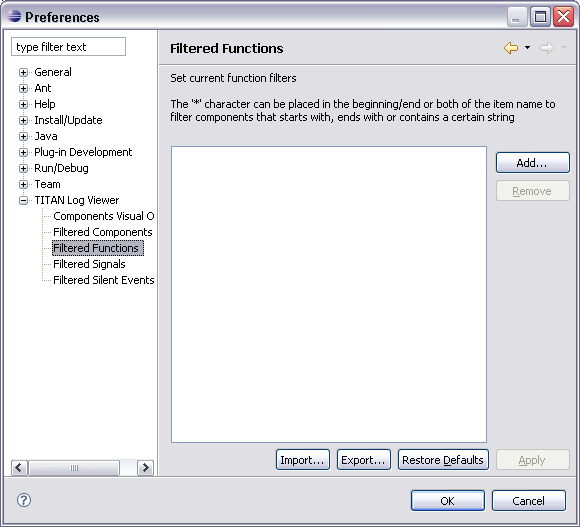 Preferences
type filter text
General
Ant
Help
Install/Update
Java
Plug-in Development
Run/Debug
Team
TITAN Log Viewer
Components Visual O
Filtered Components
Filtered Functions
Filtered Signals
Filtered Silent Events
Filtered Functions
Set current function filters
The '*' character can be placed in the beginning/end or both of the item name to
filter components that starts with, ends with or contains a certain string
Add...
Remove
Import... Export... Restore Defaults Apply
OK Cancel